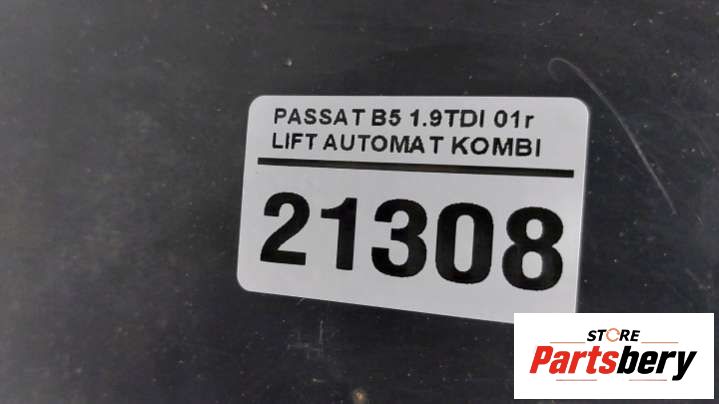 PASSAT B5 1.9TDI 01r
LIFT AUTOMAT KOMBI
21308
STORE
Partsbery